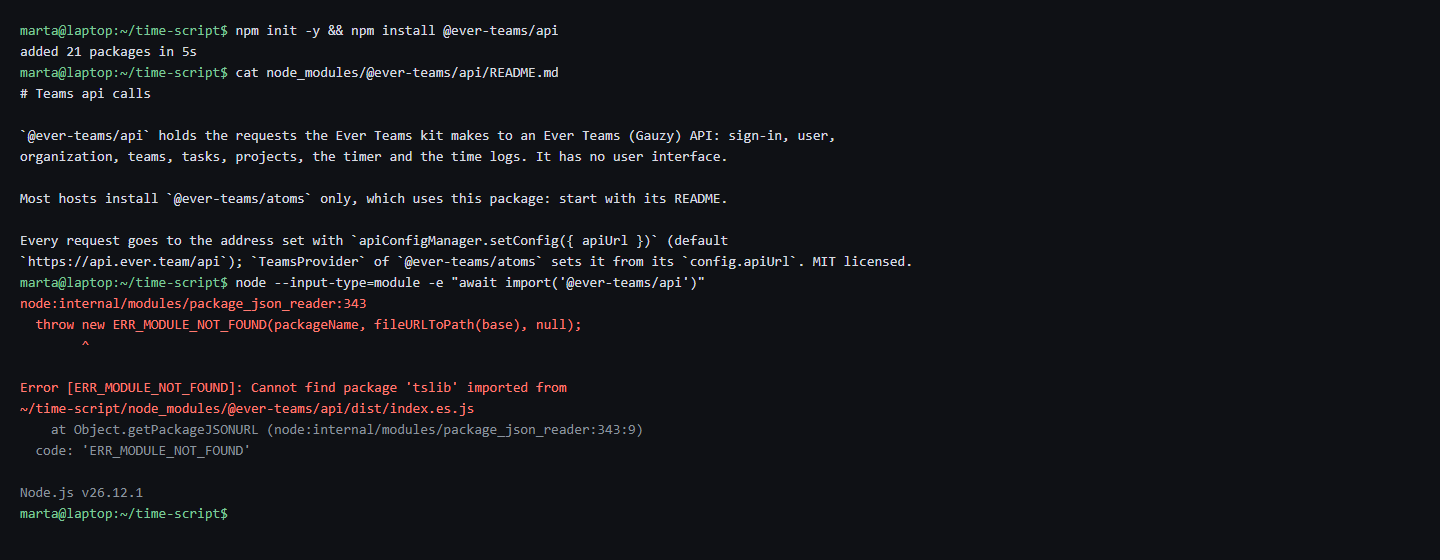 marta@laptop:~/time-script$ npm init -y && npm install @ever-teams/api
added 21 packages in 5s
marta@laptop:~/time-script$ cat node_modules/@ever-teams/api/README.md
# Teams api calls
`@ever-teams/api` holds the requests the Ever Teams kit makes to an Ever Teams (Gauzy) API: sign-in, user,
organization, teams, tasks, projects, the timer and the time logs. It has no user interface.
Most hosts install `@ever-teams/atoms` only, which uses this package: start with its README.
Every request goes to the address set with `apiConfigManager.setConfig({ apiUrl })` (default
`https://api.ever.team/api`); `TeamsProvider` of `@ever-teams/atoms` sets it from its `config.apiUrl`. MIT licensed.
marta@laptop:~/time-script$ node --input-type=module -e "await import('@ever-teams/api')"
node:internal/modules/package_json_reader:343
  throw new ERR_MODULE_NOT_FOUND(packageName, fileURLToPath(base), null);
        ^
Error [ERR_MODULE_NOT_FOUND]: Cannot find package 'tslib' imported from
~/time-script/node_modules/@ever-teams/api/dist/index.es.js
    at Object.getPackageJSONURL (node:internal/modules/package_json_reader:343:9)
  code: 'ERR_MODULE_NOT_FOUND'
Node.js v26.12.1
marta@laptop:~/time-script$